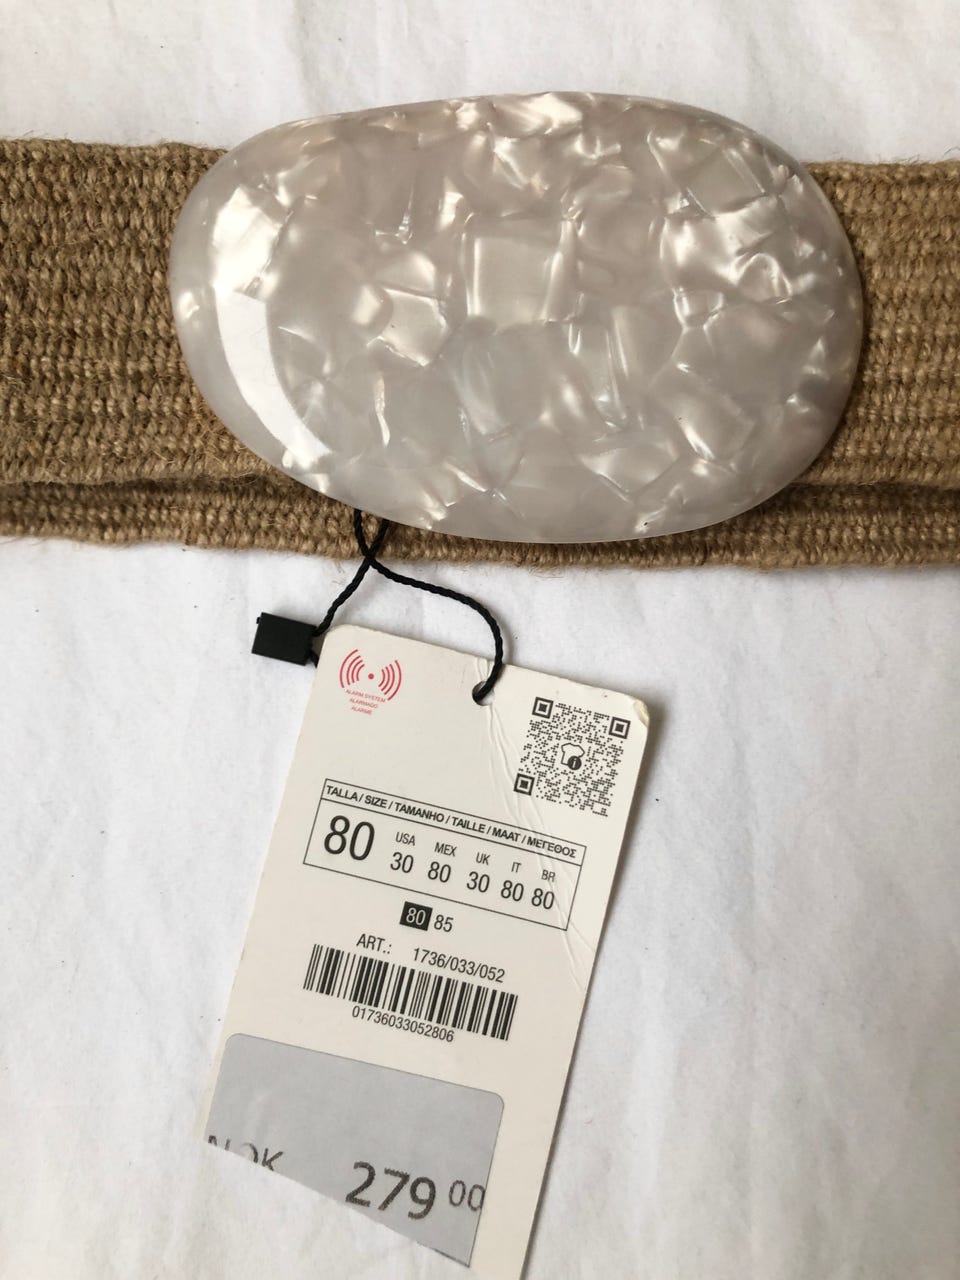 ALARM SYSTEM
ALARMADO
ALARME
TALLA / SIZE / TAMANHO / TAILLE / MAAT / ΜΕΓΕΘΟΣ
80 USA 30 MEX 80 UK 30 IT 80 BR 80
80 85
ART.: 1736/033/052
01736033052806
NOK 279 00